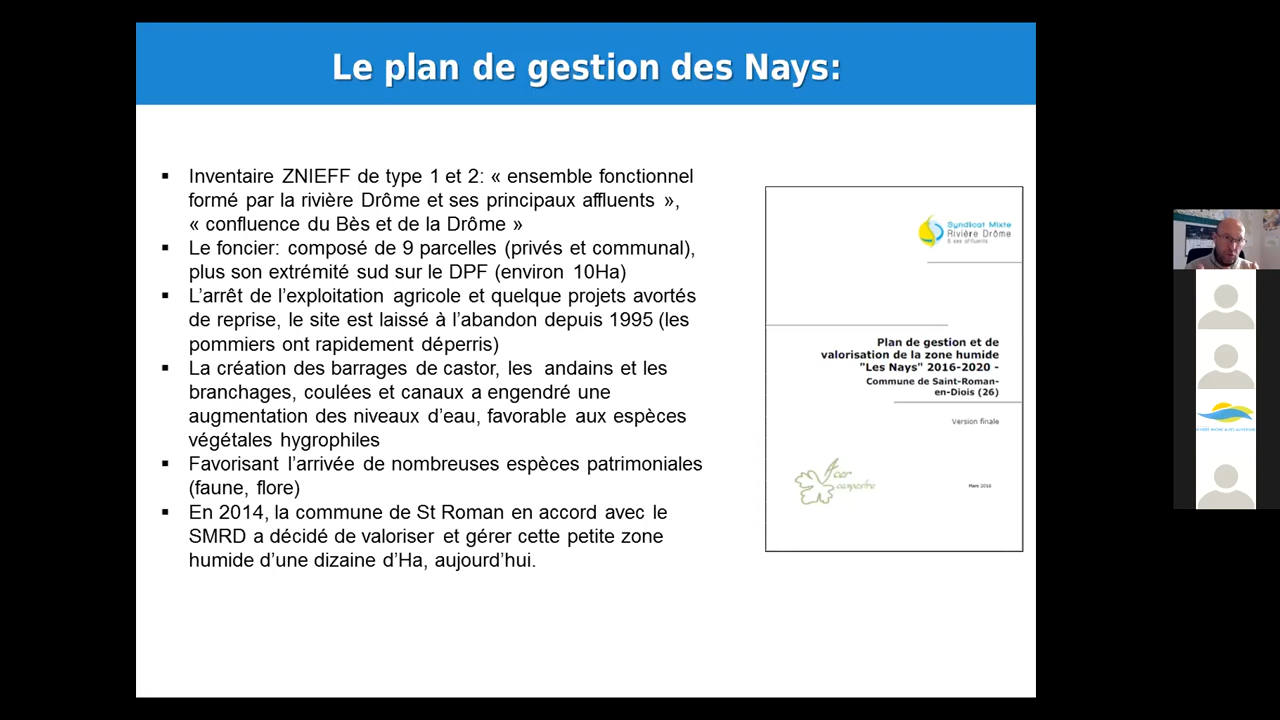 Le plan de gestion des Nays:
▪ Inventaire ZNIEFF de type 1 et 2: « ensemble fonctionnel
formé par la rivière Drôme et ses principaux affluents »,
« confluence du Bès et de la Drôme »
▪ Le foncier: composé de 9 parcelles (privés et communal),
plus son extrémité sud sur le DPF (environ 10Ha)
▪ L'arrêt de l'exploitation agricole et quelque projets avortés
de reprise, le site est laissé à l'abandon depuis 1995 (les
pommiers ont rapidement déperris)
▪ La création des barrages de castor, les andains et les
branchages, coulées et canaux a engendré une
augmentation des niveaux d'eau, favorable aux espèces
végétales hygrophiles
▪ Favorisant l'arrivée de nombreuses espèces patrimoniales
(faune, flore)
▪ En 2014, la commune de St Roman en accord avec le
SMRD a décidé de valoriser et gérer cette petite zone
humide d'une dizaine d'Ha, aujourd'hui.
Syndicat Mixte
Rivière Drôme
& ses affluents
Plan de gestion et de
valorisation de la zone humide
"Les Nays" 2016-2020 -
Commune de Saint-Roman-
en-Diois (26)
Version finale
Acer
campestre
Mars 2016